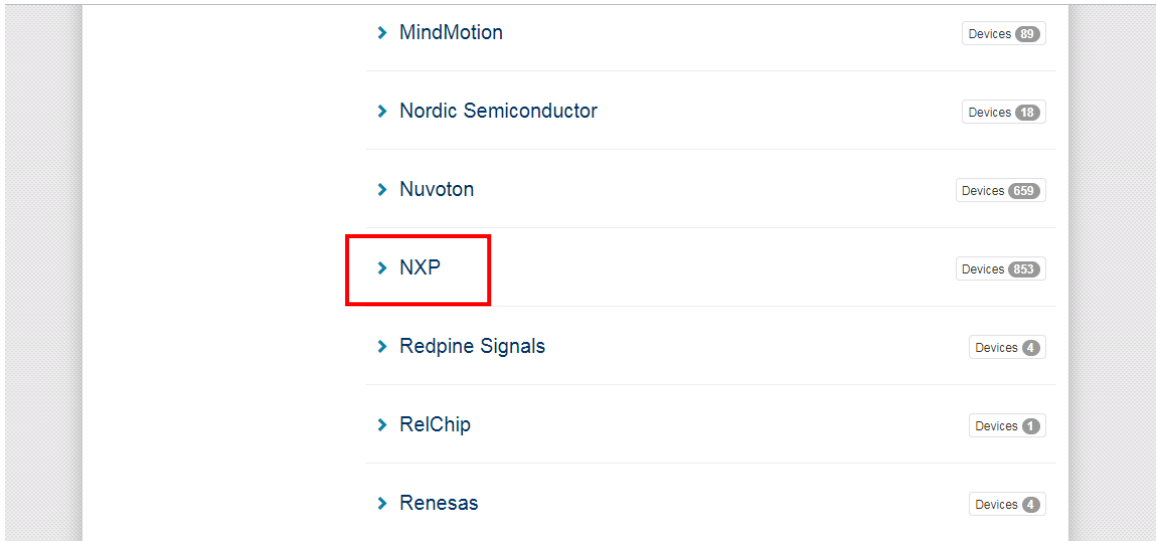 MindMotion Devices 89
Nordic Semiconductor Devices 18
Nuvoton Devices 659
NXP Devices 853
Redpine Signals Devices 4
RelChip Devices 1
Renesas Devices 4